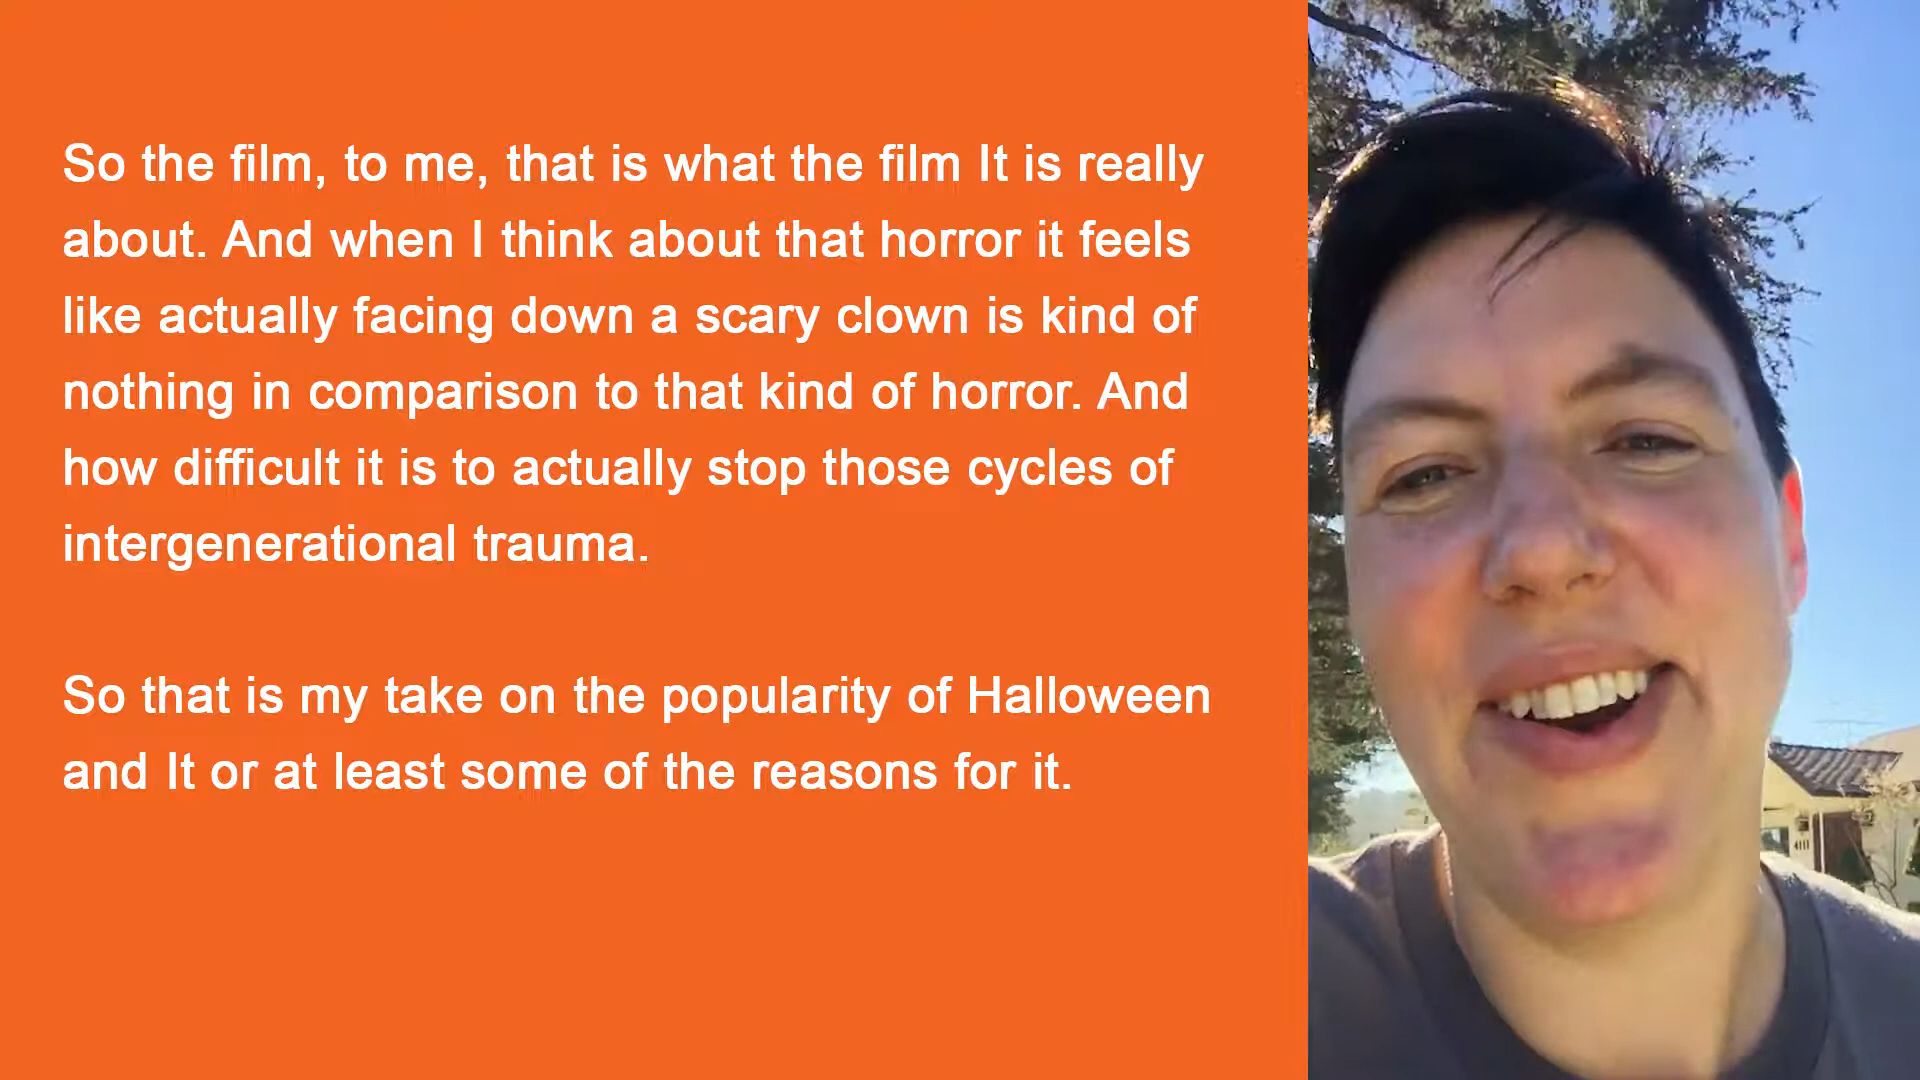 So the film, to me, that is what the film It is really
about. And when I think about that horror it feels
like actually facing down a scary clown is kind of
nothing in comparison to that kind of horror. And
how difficult it is to actually stop those cycles of
intergenerational trauma.
So that is my take on the popularity of Halloween
and It or at least some of the reasons for it.